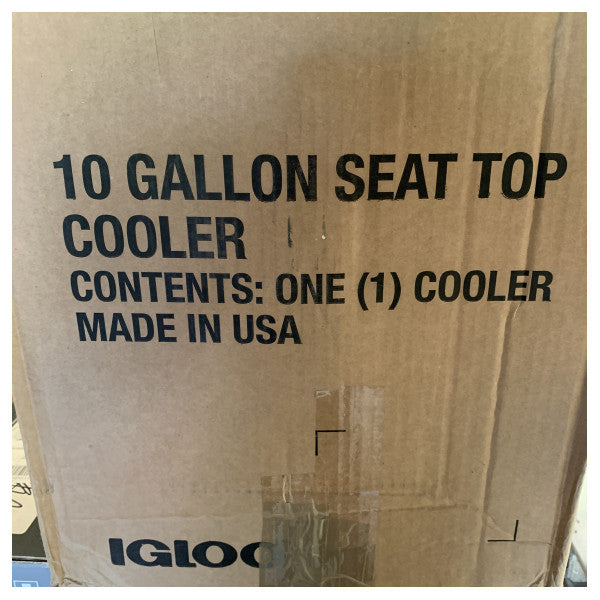 10 GALLON SEAT TOP
COOLER
CONTENTS: ONE (1) COOLER
MADE IN USA
IGLOO